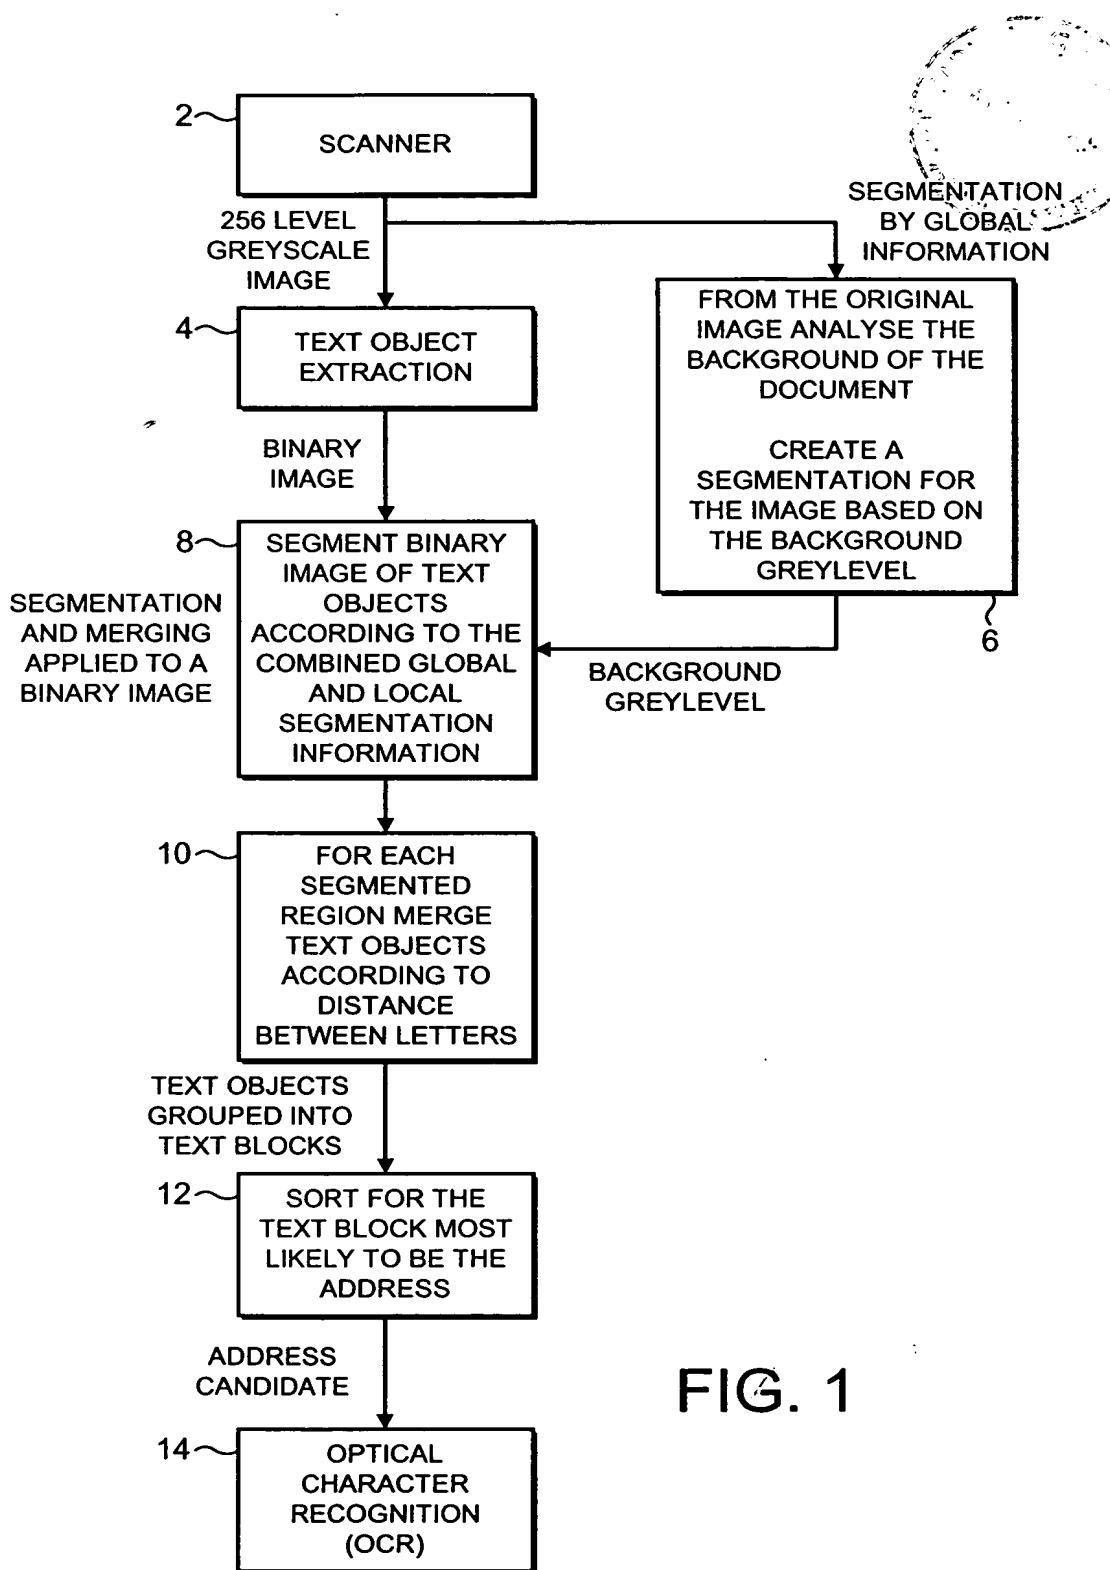 2
SCANNER
256 LEVEL
GREYSCALE
IMAGE
SEGMENTATION
BY GLOBAL
INFORMATION
4
TEXT OBJECT
EXTRACTION
FROM THE ORIGINAL
IMAGE ANALYSE THE
BACKGROUND OF THE
DOCUMENT
CREATE A
SEGMENTATION FOR
THE IMAGE BASED ON
THE BACKGROUND
GREYLEVEL
6
BINARY
IMAGE
8
SEGMENT BINARY
IMAGE OF TEXT
OBJECTS
ACCORDING TO THE
COMBINED GLOBAL
AND LOCAL
SEGMENTATION
INFORMATION
SEGMENTATION
AND MERGING
APPLIED TO A
BINARY IMAGE
BACKGROUND
GREYLEVEL
10
FOR EACH
SEGMENTED
REGION MERGE
TEXT OBJECTS
ACCORDING TO
DISTANCE
BETWEEN LETTERS
TEXT OBJECTS
GROUPED INTO
TEXT BLOCKS
12
SORT FOR THE
TEXT BLOCK MOST
LIKELY TO BE THE
ADDRESS
ADDRESS
CANDIDATE
14
OPTICAL
CHARACTER
RECOGNITION
(OCR)
FIG. 1